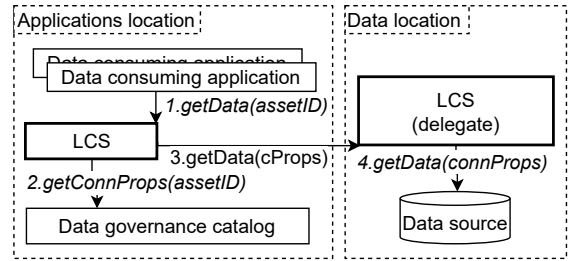 Applications location
Data location
Data consuming application
Data consuming application
1.getData(assetID)
LCS
LCS
(delegate)
3.getData(cProps)
4.getData(connProps)
2.getConnProps(assetID)
Data governance catalog
Data source